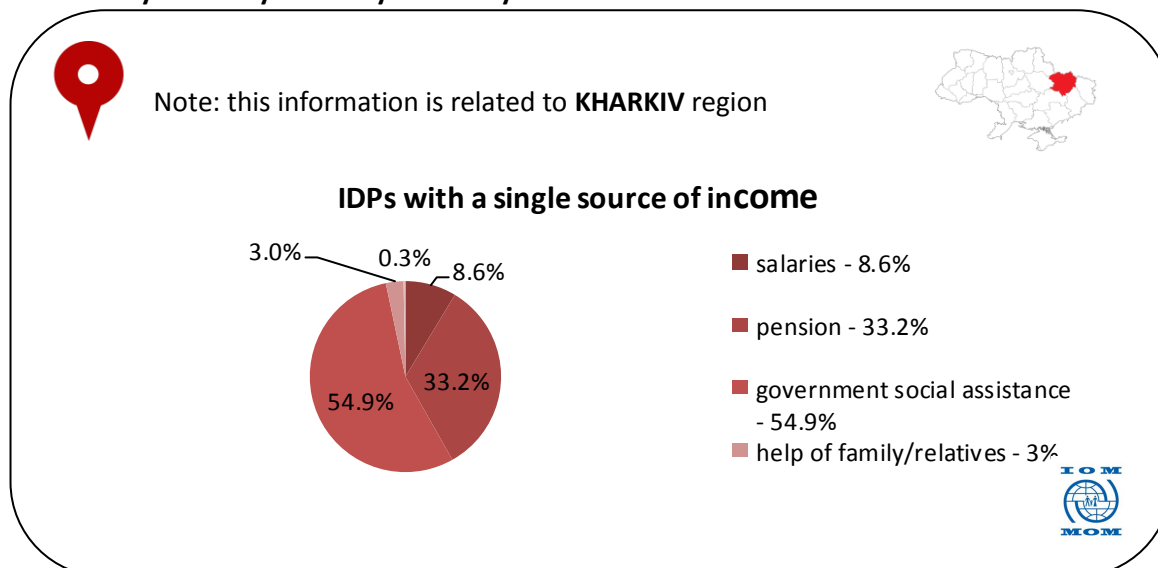 Note: this information is related to KHARKIV region
IDPs with a single source of income
3.0%
0.3%
8.6%
33.2%
54.9%
salaries - 8.6%
pension - 33.2%
government social assistance
- 54.9%
help of family/relatives - 3%
IOM
MOM